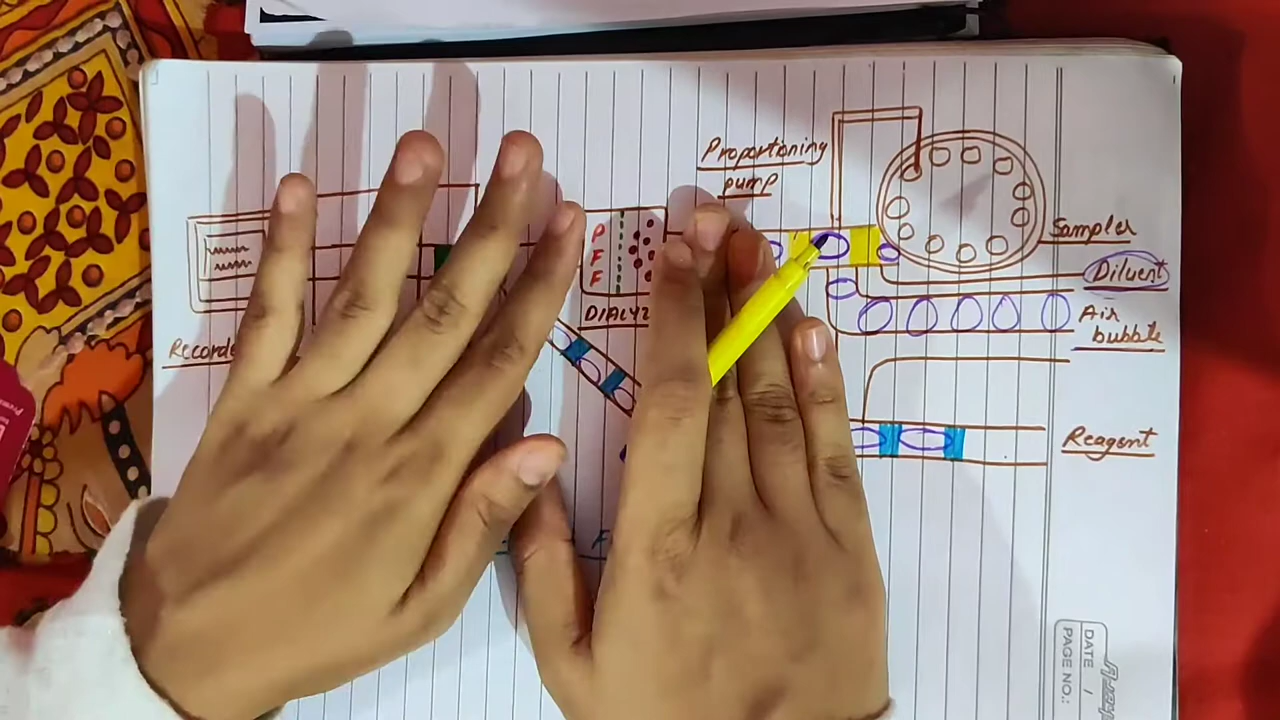 Proportioning
pump
Sampler
P
F
F
Diluent
Air
bubble
DIALYZ
Recorde
Reagent
DATE /
PAGE NO.: